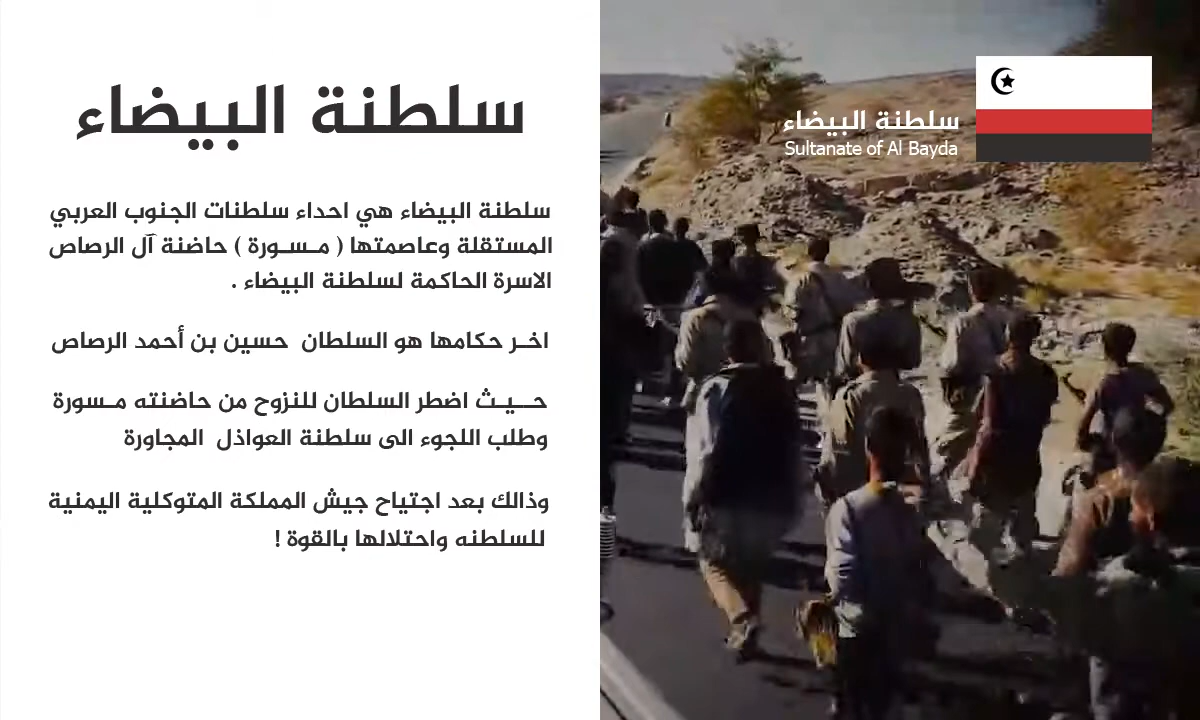 سلطنة البيضاء
سلطنة البيضاء هي احداء سلطنات الجنوب العربي
المستقلة وعاصمتها ( مـسـورة ) حاضنة آل الرصاص
الاسرة الحاكمة لسلطنة البيضاء .
اخـر حكامها هو السلطان حسين بن أحمد الرصاص
حــيـث اضطر السلطان للنزوح من حاضنته مـسورة
وطلب اللجوء الى سلطنة العواذل المجاورة
وذالك بعد اجتياح جيش المملكة المتوكلية اليمنية
للسلطنه واحتلالها بالقوة !
سلطنة البيضاء
Sultanate of Al Bayda